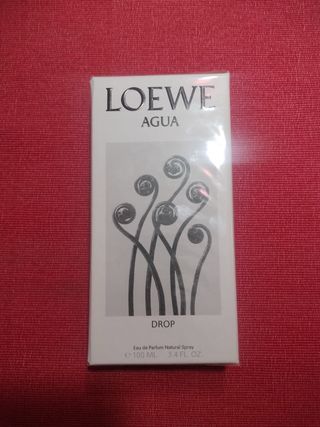 LOEWE
AGUA
DROP
Eau de Parfum Natural Spray
℮ 100 ML 3.4 FL. OZ.